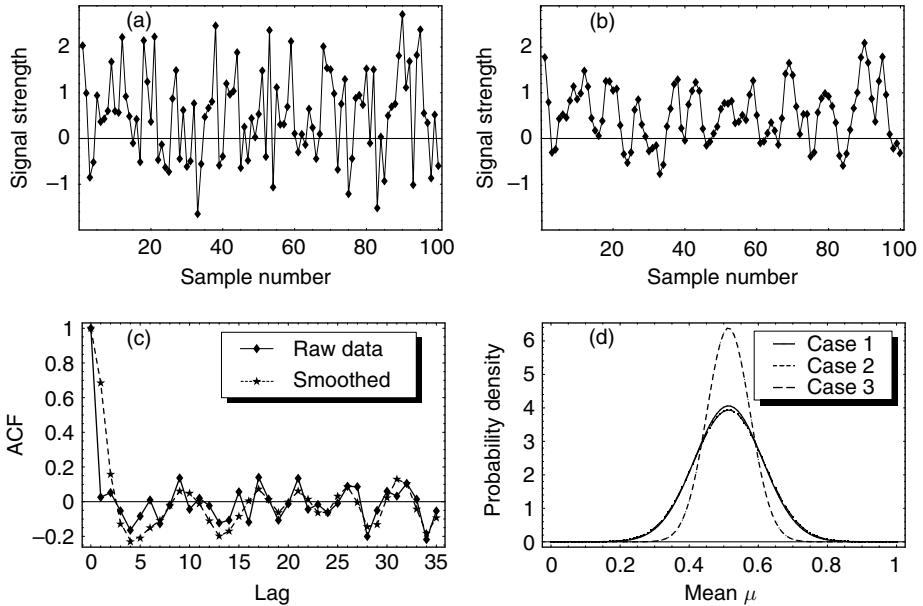 (a)
Signal strength
2
1
0
−1
20 40 60 80 100
Sample number
(b)
Signal strength
2
1
0
−1
20 40 60 80 100
Sample number
(c)
Raw data
Smoothed
ACF
1
0.8
0.6
0.4
0.2
0
−0.2
0 5 10 15 20 25 30 35
Lag
(d)
Case 1
Case 2
Case 3
Probability density
6
5
4
3
2
1
0
0 0.2 0.4 0.6 0.8 1
Mean μ